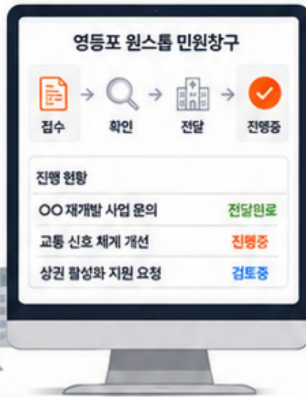 영등포 원스톱 민원창구
접수 → 확인 → 전달 → 진행중
진행 현황
OO 재개발 사업 문의 전달완료
교통 신호 체계 개선 진행중
상권 활성화 지원 요청 검토중